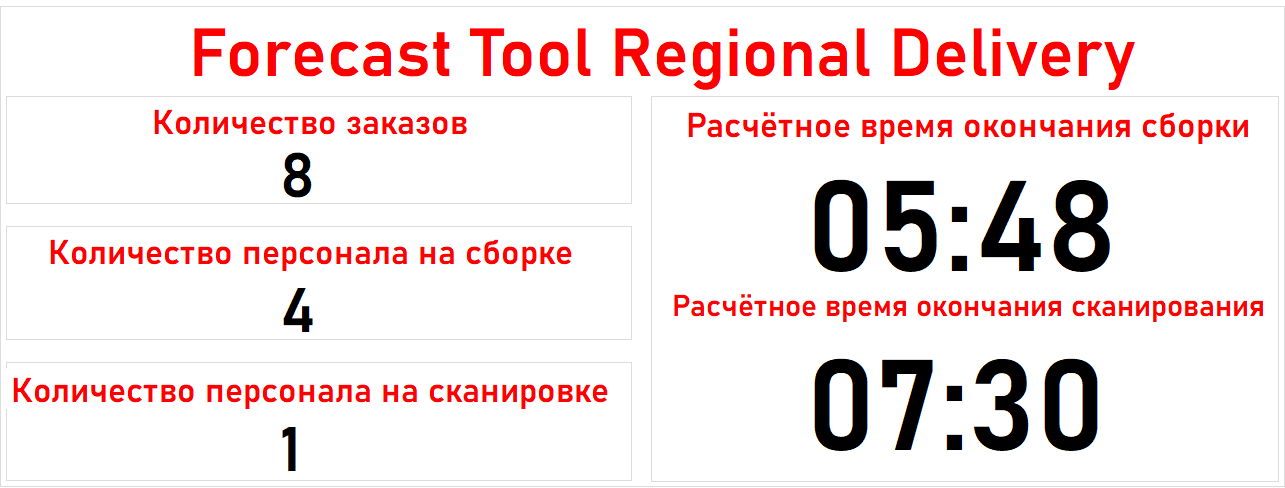 Forecast Tool Regional Delivery
Количество заказов
8
Количество персонала на сборке
4
Количество персонала на сканировке
1
Расчётное время окончания сборки
05:48
Расчётное время окончания сканирования
07:30